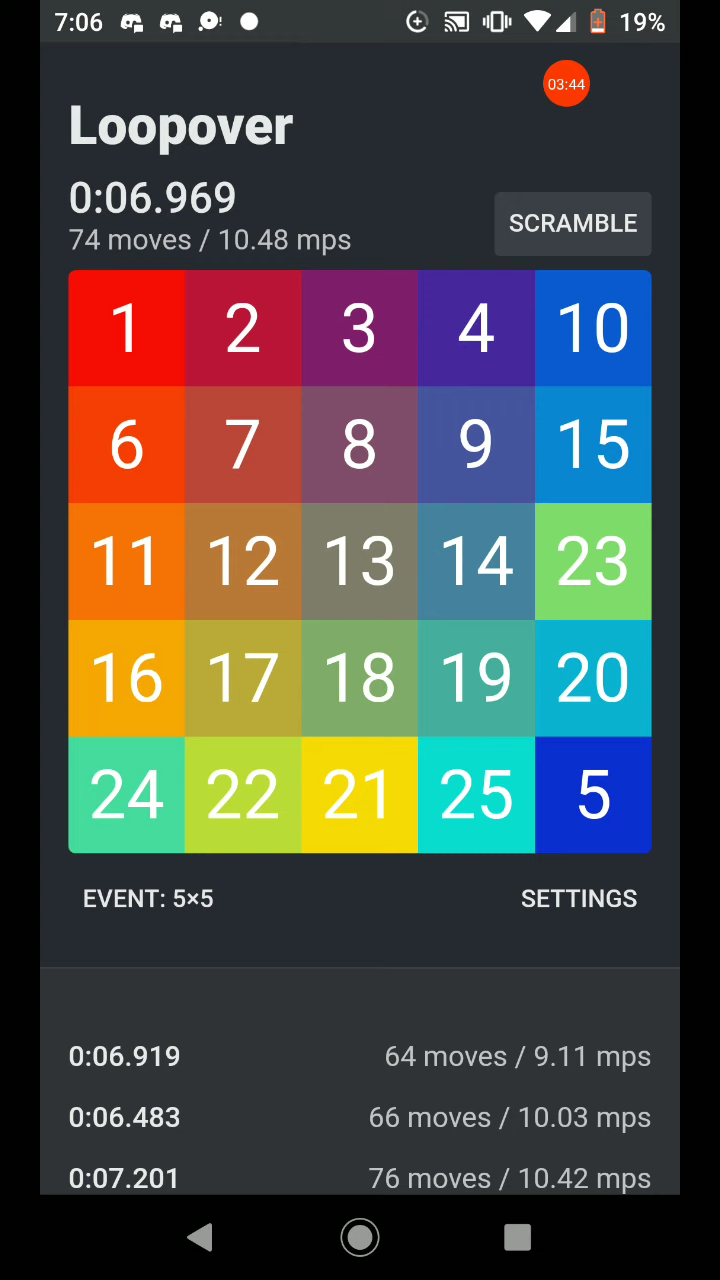 7:06 19%
03:44
Loopover
0:06.969
74 moves / 10.48 mps
SCRAMBLE
1 2 3 4 10
6 7 8 9 15
11 12 13 14 23
16 17 18 19 20
24 22 21 25 5
EVENT: 5×5 SETTINGS
0:06.919 64 moves / 9.11 mps
0:06.483 66 moves / 10.03 mps
0:07.201 76 moves / 10.42 mps